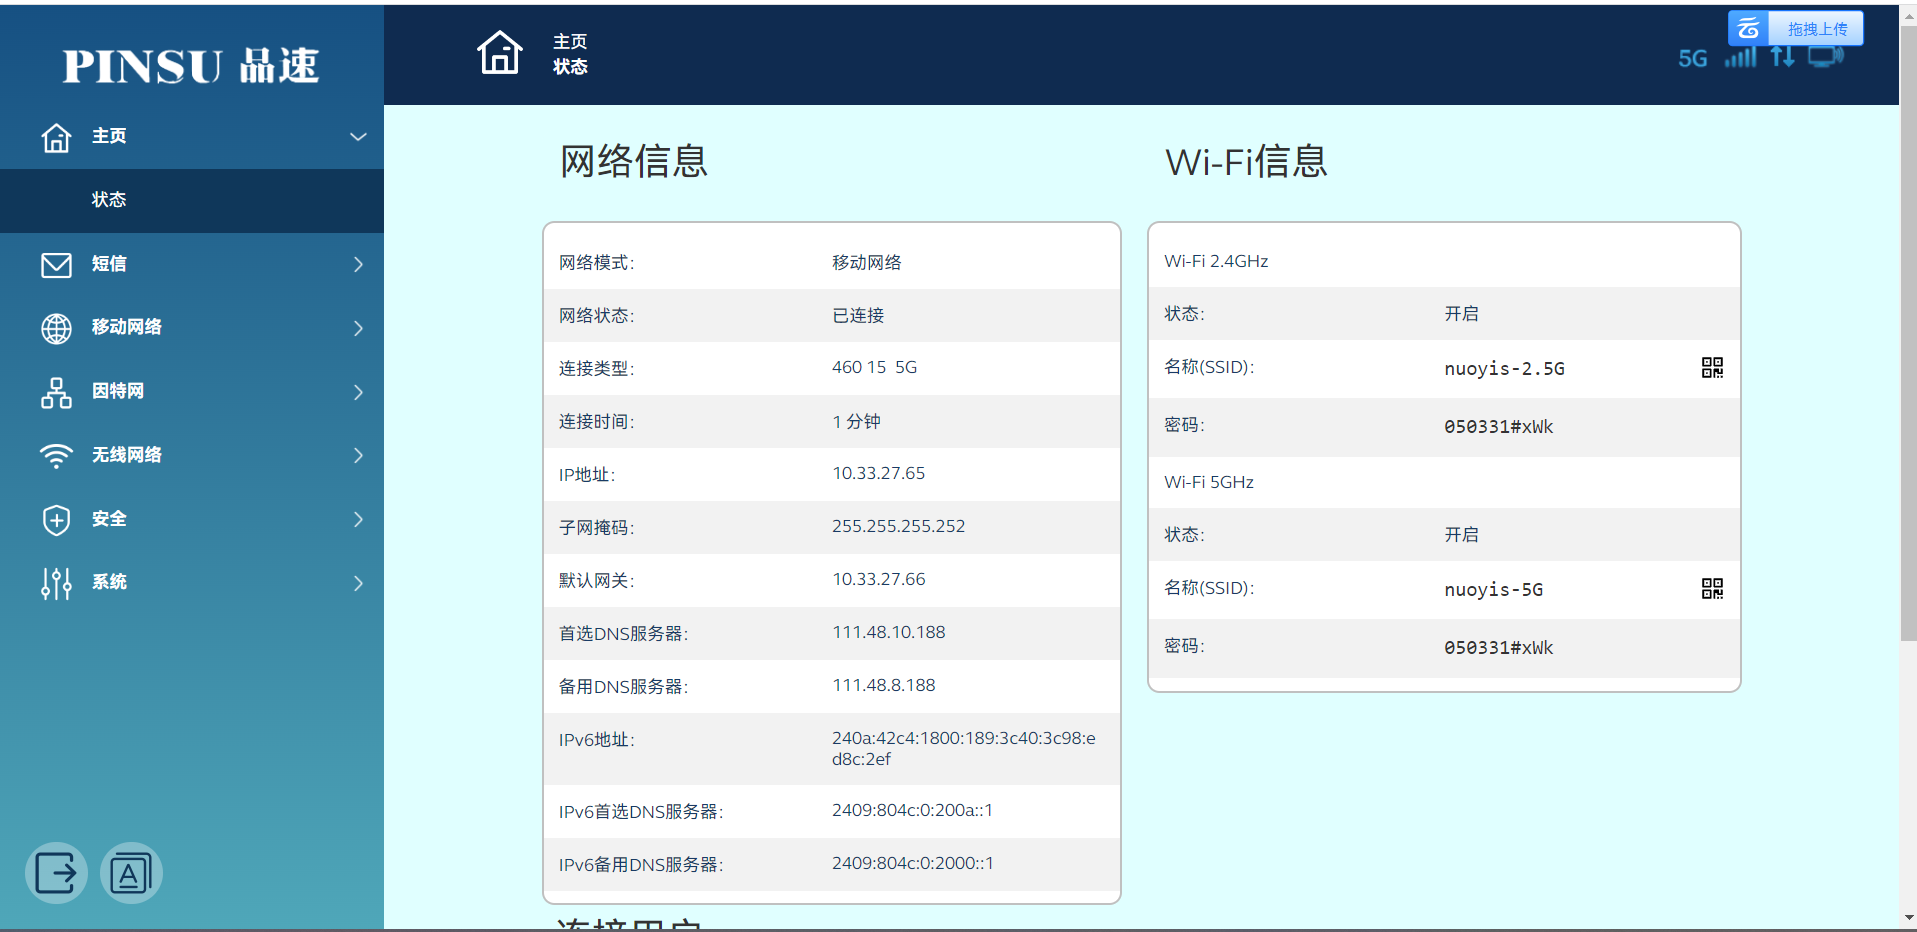 PINSU 品速
主页
状态
短信
移动网络
因特网
无线网络
安全
系统
A
主页
状态
拖拽上传
5G
网络信息
网络模式: 移动网络
网络状态: 已连接
连接类型: 460 15 5G
连接时间: 1 分钟
IP地址: 10.33.27.65
子网掩码: 255.255.255.252
默认网关: 10.33.27.66
首选DNS服务器: 111.48.10.188
备用DNS服务器: 111.48.8.188
IPv6地址: 240a:42c4:1800:189:3c40:3c98:e
d8c:2ef
IPv6首选DNS服务器: 2409:804c:0:200a::1
IPv6备用DNS服务器: 2409:804c:0:2000::1
连接用户
Wi-Fi信息
Wi-Fi 2.4GHz
状态: 开启
名称(SSID): nuoyis-2.5G
密码: 050331#xWk
Wi-Fi 5GHz
状态: 开启
名称(SSID): nuoyis-5G
密码: 050331#xWk